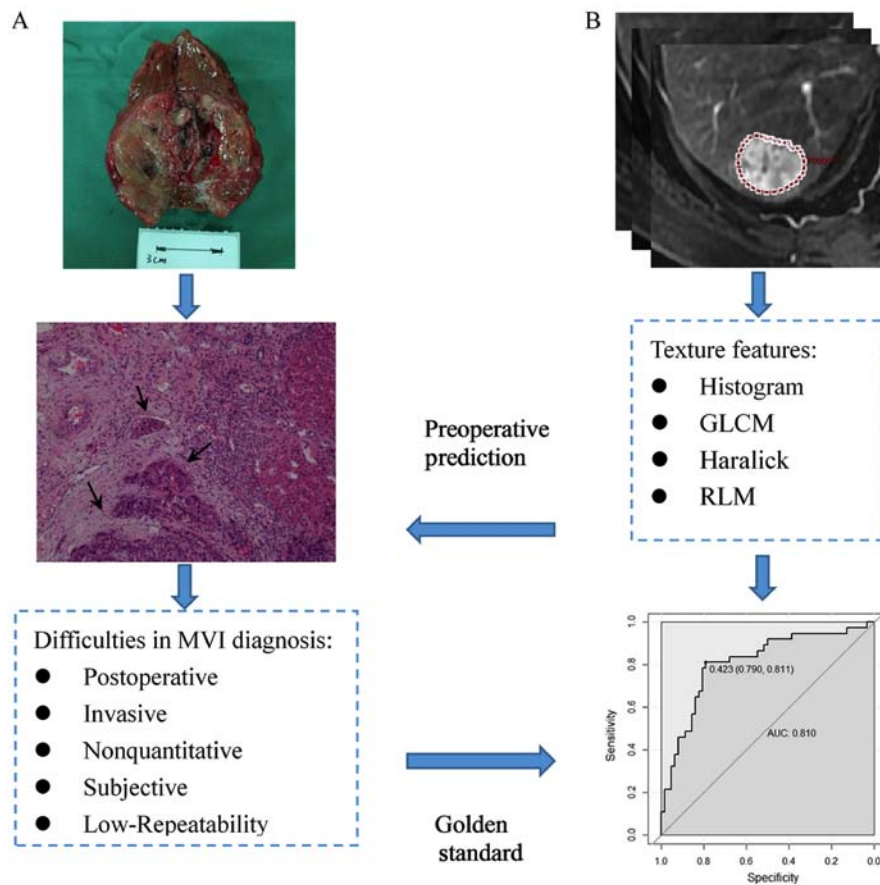 A
B
3cm
Texture features:
● Histogram
● GLCM
● Haralick
● RLM
Preoperative
prediction
Difficulties in MVI diagnosis:
● Postoperative
● Invasive
● Nonquantitative
● Subjective
● Low-Repeatability
Golden
standard
1.0
0.8
0.6
0.4
0.2
0.0
Sensitivity
0.423 (0.790, 0.811)
AUC: 0.810
1.0 0.8 0.6 0.4 0.2 0.0
Specificity